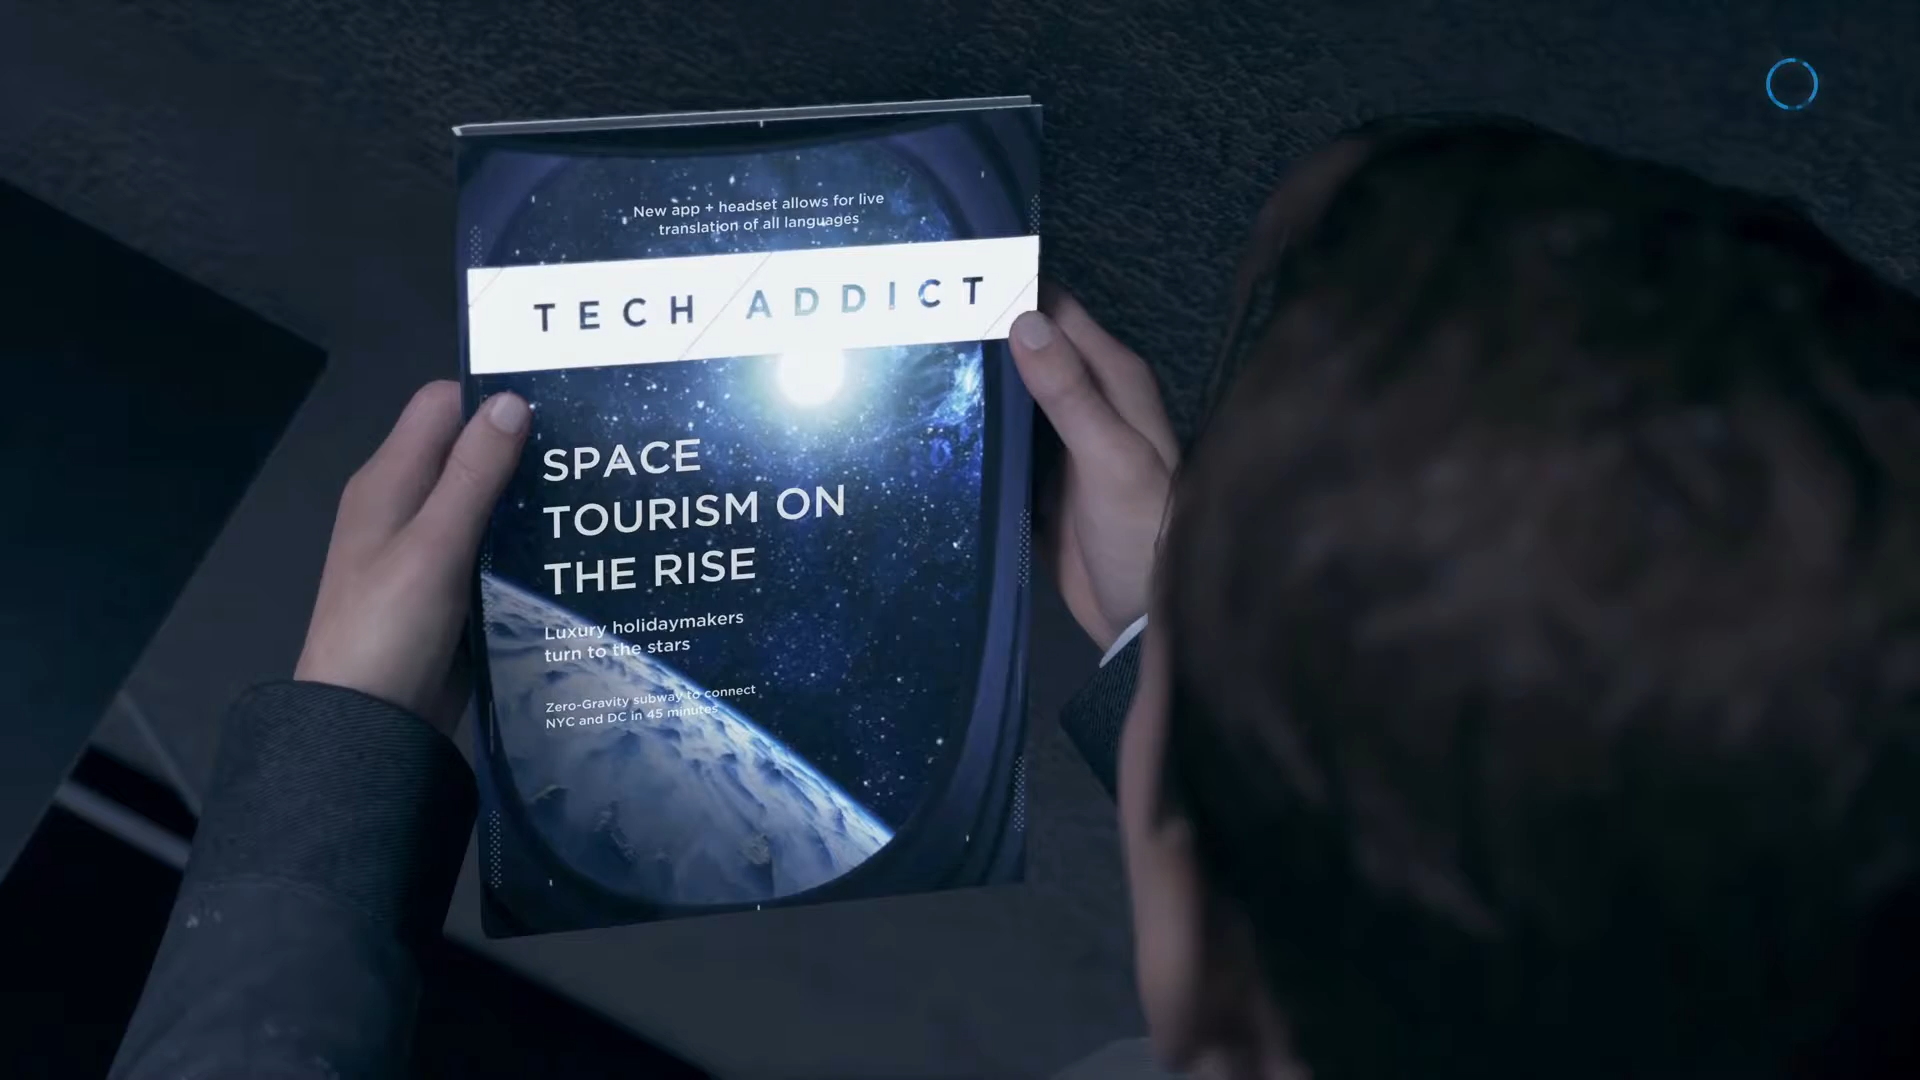 New app + headset allows for live
translation of all languages
TECH ADDICT
SPACE
TOURISM ON
THE RISE
Luxury holidaymakers
turn to the stars
Zero-Gravity subway to connect
NYC and DC in 45 minutes